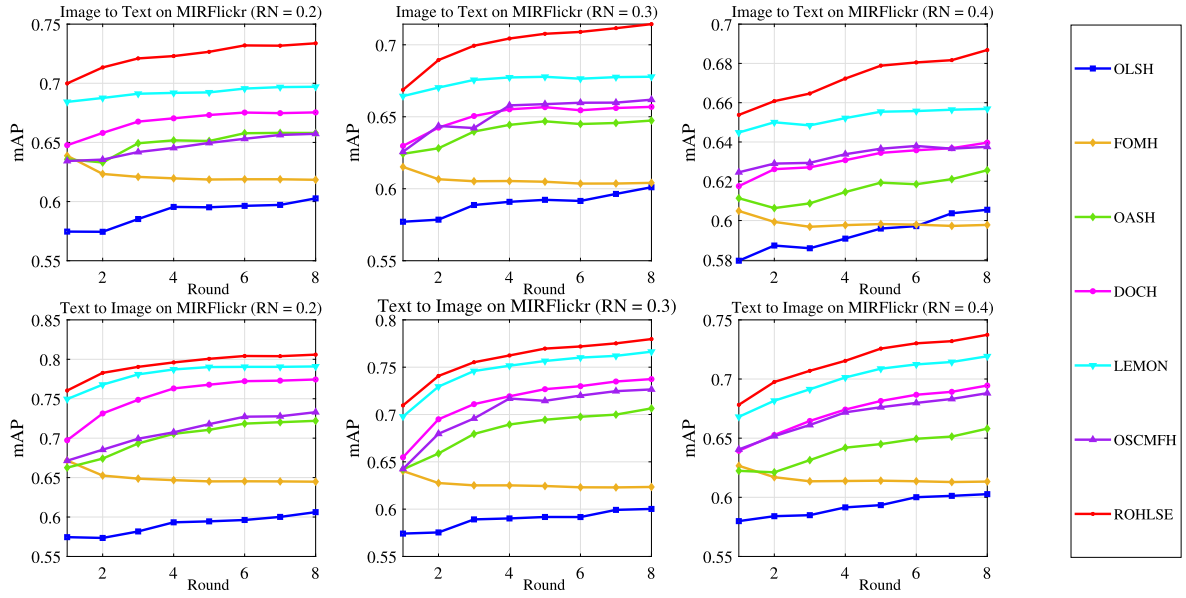 Image to Text on MIRFlickr (RN = 0.2)
0.75
0.7
0.65
0.6
0.55
mAP
2 4 6 8
Round
Image to Text on MIRFlickr (RN = 0.3)
0.7
0.65
0.6
0.55
mAP
2 4 6 8
Round
Image to Text on MIRFlickr (RN = 0.4)
0.7
0.68
0.66
0.64
0.62
0.6
0.58
mAP
2 4 6 8
Round
Text to Image on MIRFlickr (RN = 0.2)
0.85
0.8
0.75
0.7
0.65
0.6
0.55
mAP
2 4 6 8
Round
Text to Image on MIRFlickr (RN = 0.3)
0.8
0.75
0.7
0.65
0.6
0.55
mAP
2 4 6 8
Round
Text to Image on MIRFlickr (RN = 0.4)
0.75
0.7
0.65
0.6
0.55
mAP
2 4 6 8
Round
OLSH
FOMH
OASH
DOCH
LEMON
OSCMFH
ROHLSE